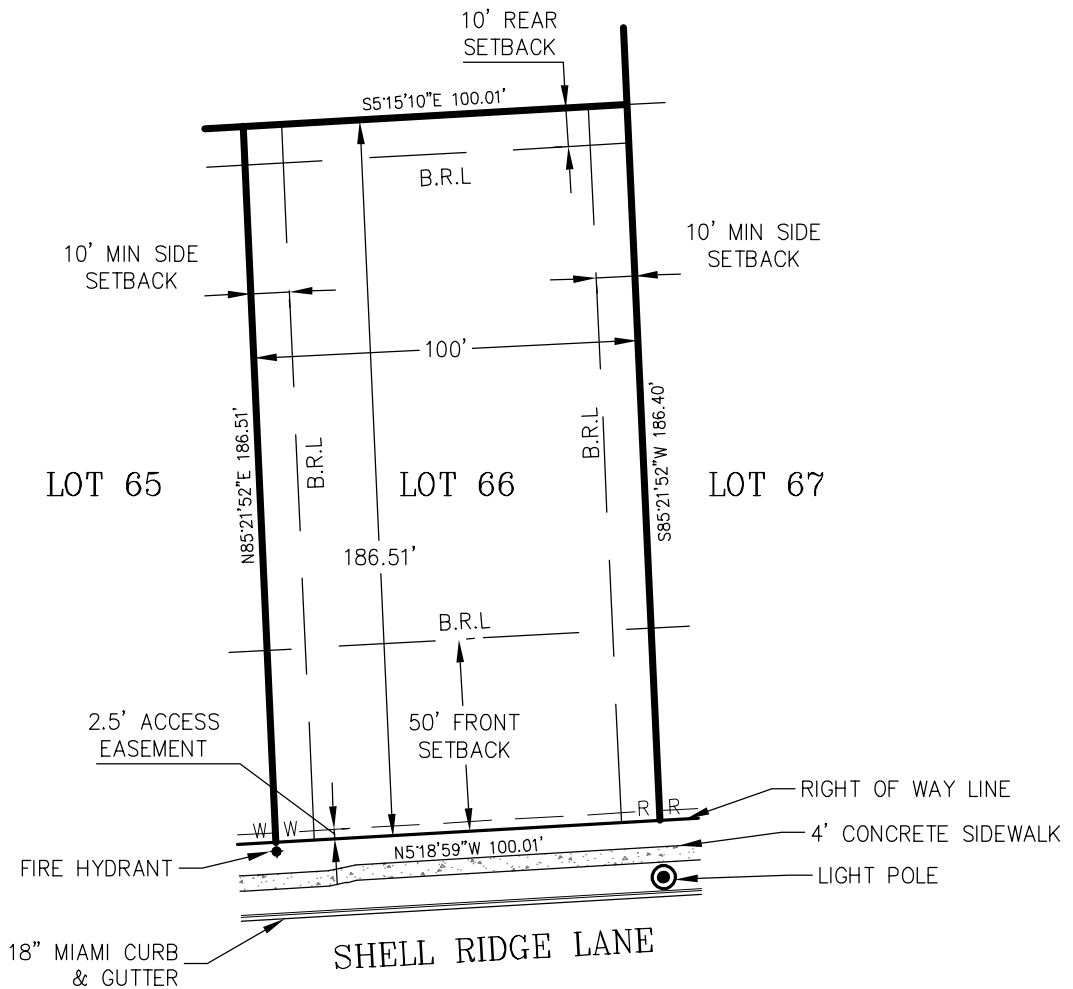 10' REAR
SETBACK
S5°15'10"E 100.01'
B.R.L
10' MIN SIDE
SETBACK
10' MIN SIDE
SETBACK
100'
N85°21'52"E 186.51'
B.R.L
B.R.L
S85°21'52"W 186.40'
LOT 65
LOT 66
LOT 67
186.51'
B.R.L
2.5' ACCESS
EASEMENT
50' FRONT
SETBACK
RIGHT OF WAY LINE
W W
R R
4' CONCRETE SIDEWALK
N5°18'59"W 100.01'
FIRE HYDRANT
LIGHT POLE
18" MIAMI CURB
& GUTTER
SHELL RIDGE LANE